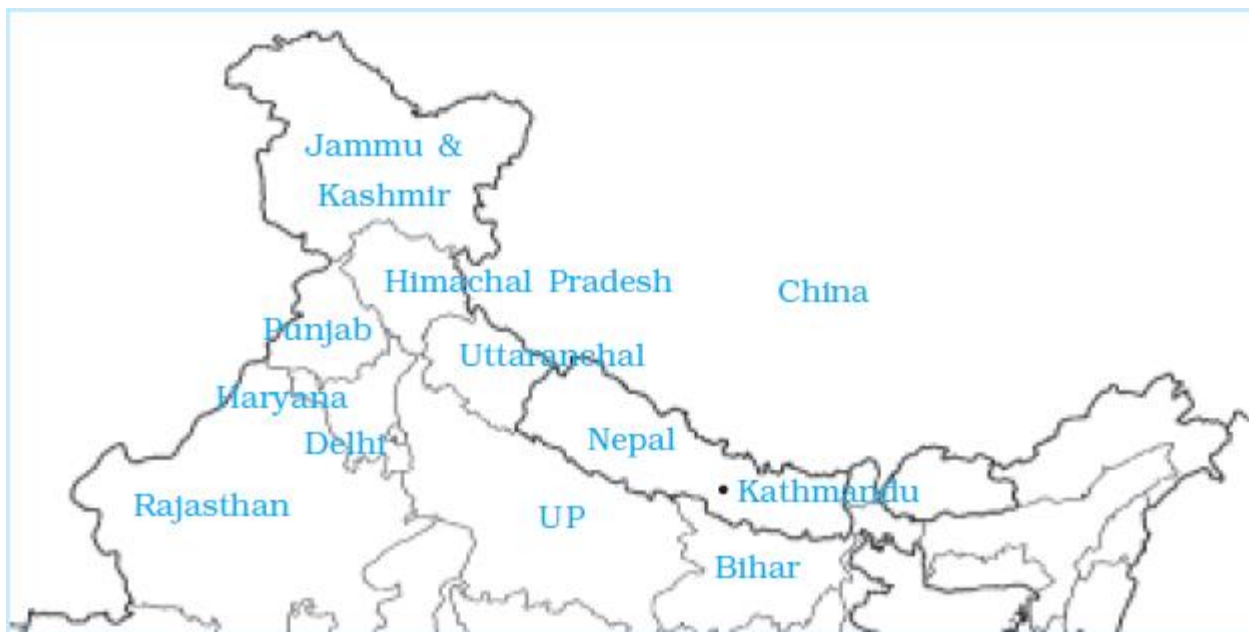 Jammu &
Kashmir
Himachal Pradesh
China
Punjab
Uttaranchal
Haryana
Delhi
Nepal
Rajasthan
Kathmandu
UP
Bihar